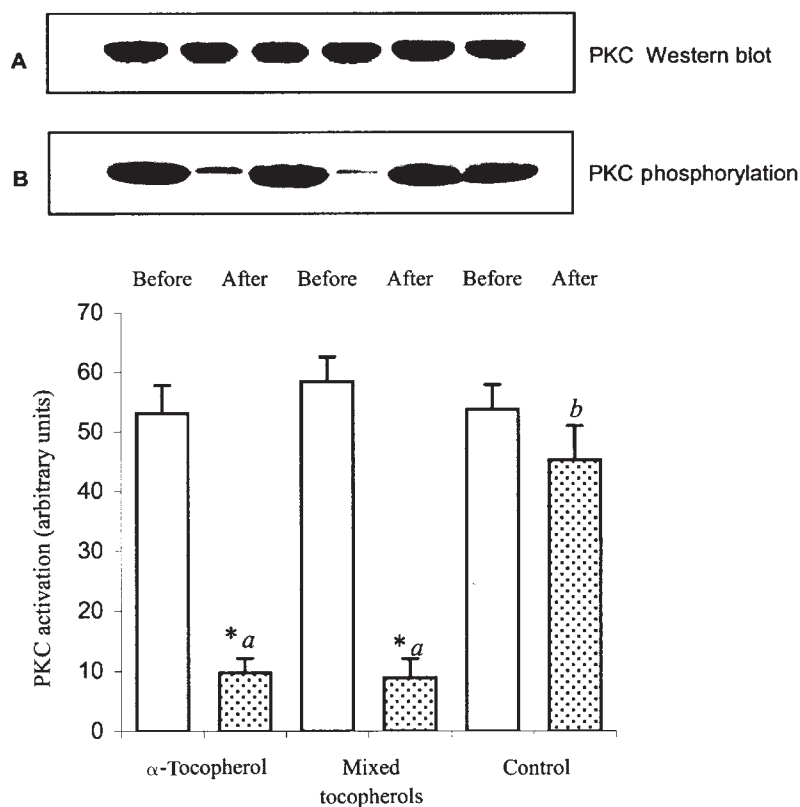 A
PKC Western blot
B
PKC phosphorylation
Before After Before After Before After
PKC activation (arbitrary units)
70
60
50
40
30
20
10
0
* a
* a
b
α-Tocopherol
Mixed
tocopherols
Control